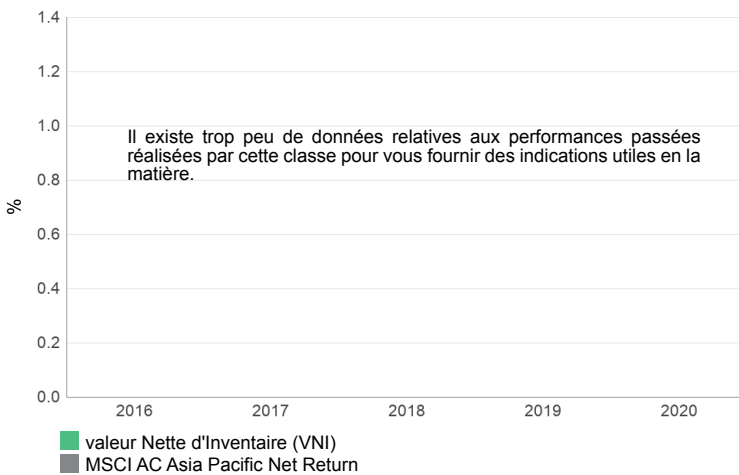 1.4
1.2
1.0
Il existe trop peu de données relatives aux performances passées
réalisées par cette classe pour vous fournir des indications utiles en la
matière.
0.8
%
0.6
0.4
0.2
0.0
2016 2017 2018 2019 2020
valeur Nette d'Inventaire (VNI)
MSCI AC Asia Pacific Net Return